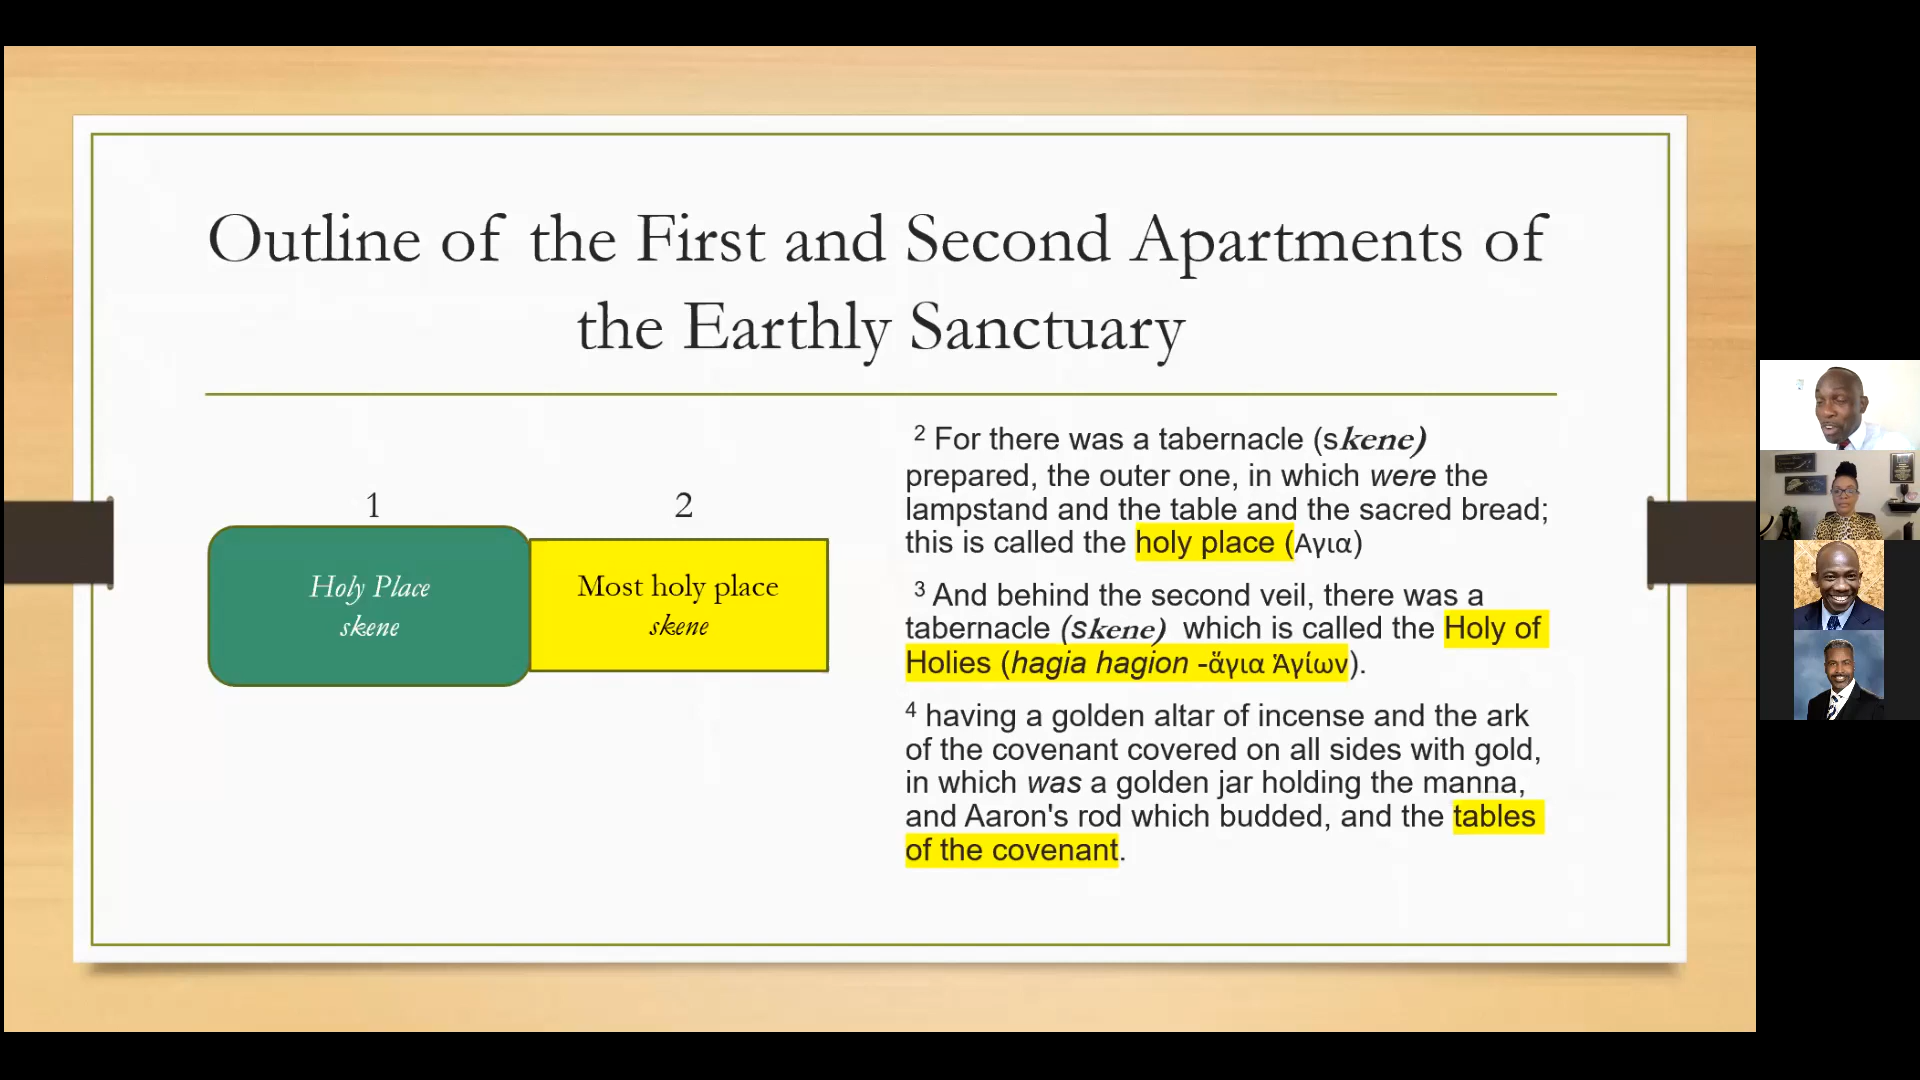 Outline of the First and Second Apartments of
the Earthly Sanctuary
1
2
Holy Place
skene
Most holy place
skene
2 For there was a tabernacle (skene)
prepared, the outer one, in which were the
lampstand and the table and the sacred bread;
this is called the holy place (Αγια)
3 And behind the second veil, there was a
tabernacle (skene) which is called the Holy of
Holies (hagia hagion -ἅγια Ἁγίων).
4 having a golden altar of incense and the ark
of the covenant covered on all sides with gold,
in which was a golden jar holding the manna,
and Aaron's rod which budded, and the tables
of the covenant.